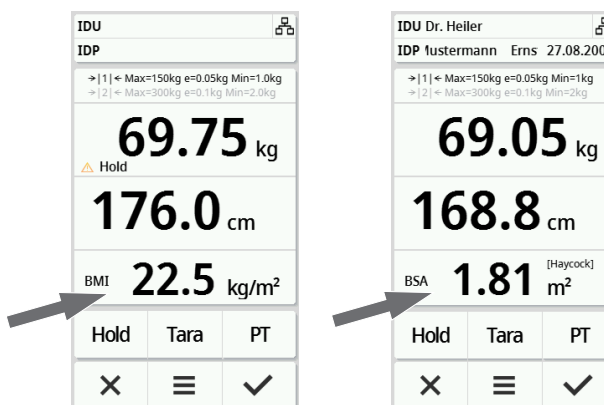 IDU
IDP
→|1|← Max=150kg e=0.05kg Min=1.0kg
→|2|← Max=300kg e=0.1kg Min=2.0kg
69.75 kg
Hold
176.0 cm
BMI 22.5 kg/m²
Hold Tara PT
IDU Dr. Heiler
IDP Mustermann Erns 27.08.200
→|1|← Max=150kg e=0.05kg Min=1kg
→|2|← Max=300kg e=0.1kg Min=2kg
69.05 kg
168.8 cm
[Haycock]
BSA 1.81 m²
Hold Tara PT